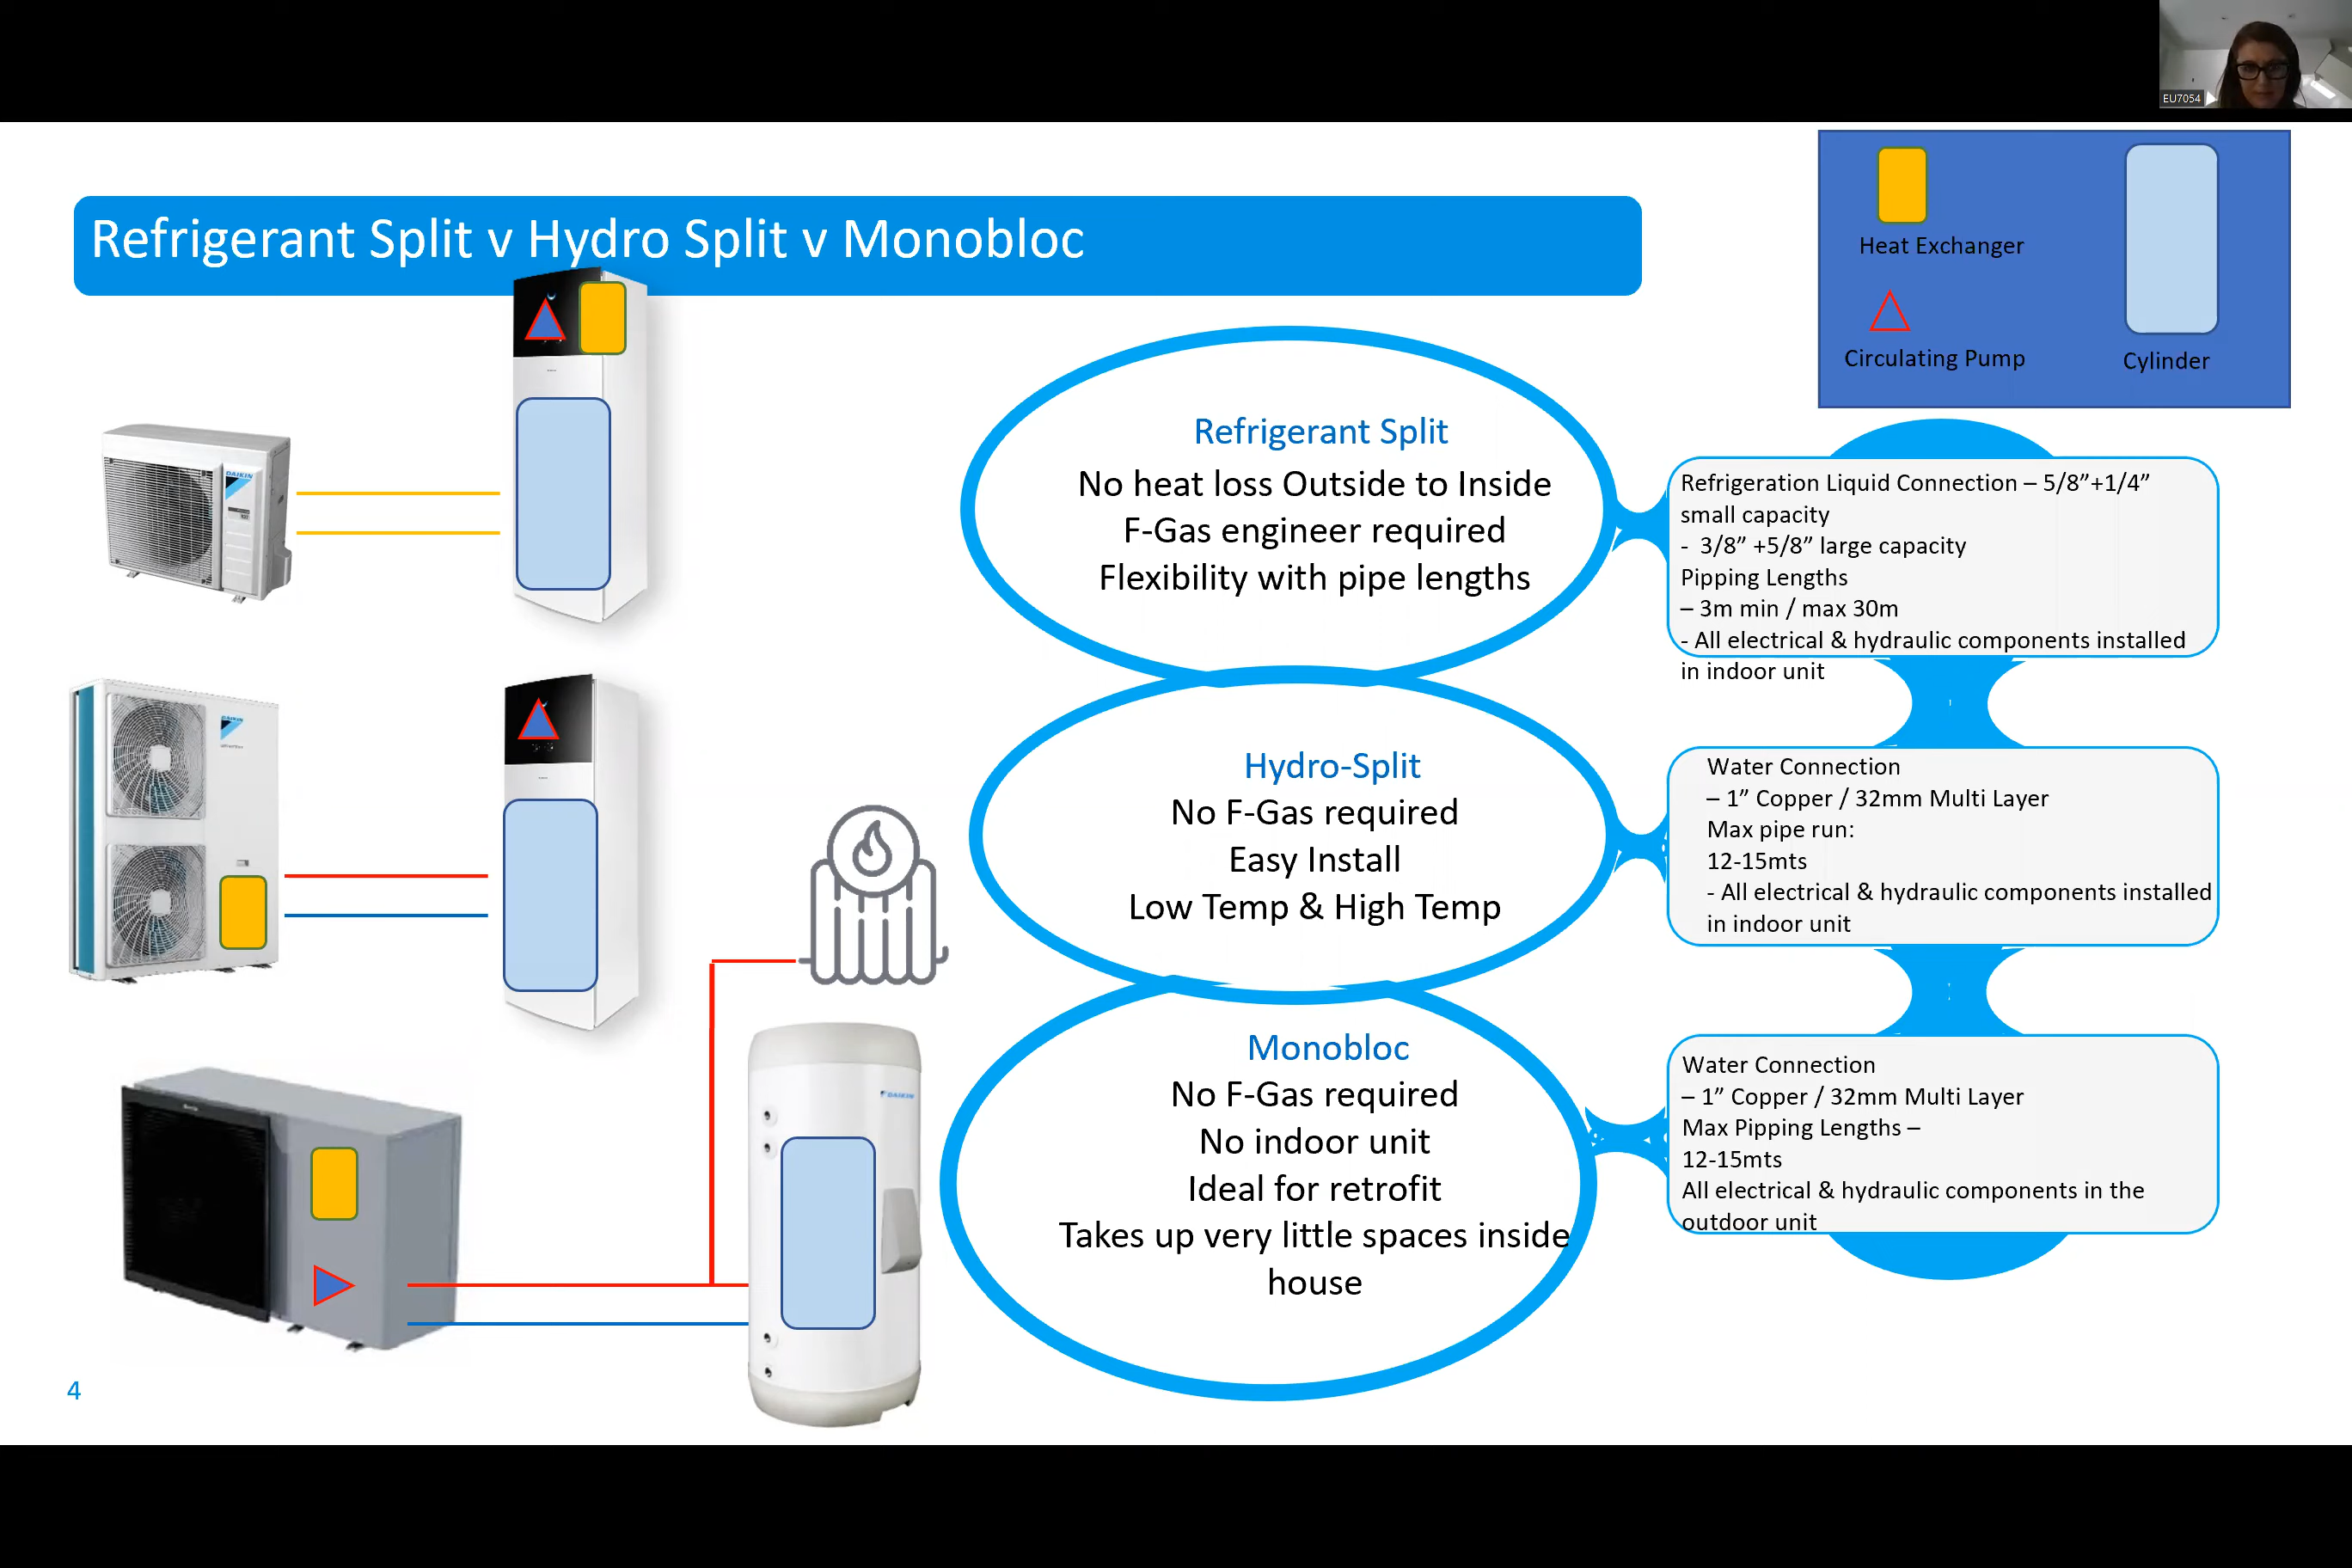 EU7054
Refrigerant Split v Hydro Split v Monobloc
Heat Exchanger
Circulating Pump
Cylinder
DAIKIN
Refrigerant Split
No heat loss Outside to Inside
F-Gas engineer required
Flexibility with pipe lengths
Refrigeration Liquid Connection – 5/8”+1/4”
small capacity
- 3/8” +5/8” large capacity
Pipping Lengths
– 3m min / max 30m
- All electrical & hydraulic components installed
in indoor unit
DAIKIN
Hydro-Split
No F-Gas required
Easy Install
Low Temp & High Temp
Water Connection
– 1” Copper / 32mm Multi Layer
Max pipe run:
12-15mts
- All electrical & hydraulic components installed
in indoor unit
DAIKIN
Monobloc
No F-Gas required
No indoor unit
Ideal for retrofit
Takes up very little spaces inside
house
Water Connection
– 1” Copper / 32mm Multi Layer
Max Pipping Lengths –
12-15mts
All electrical & hydraulic components in the
outdoor unit
4